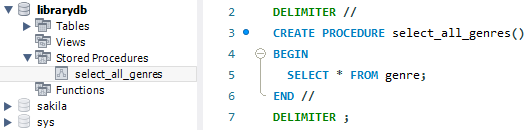 librarydb
Tables
Views
Stored Procedures
select_all_genres
Functions
sakila
sys
2 DELIMITER //
3 CREATE PROCEDURE select_all_genres()
4 BEGIN
5 SELECT * FROM genre;
6 END //
7 DELIMITER ;